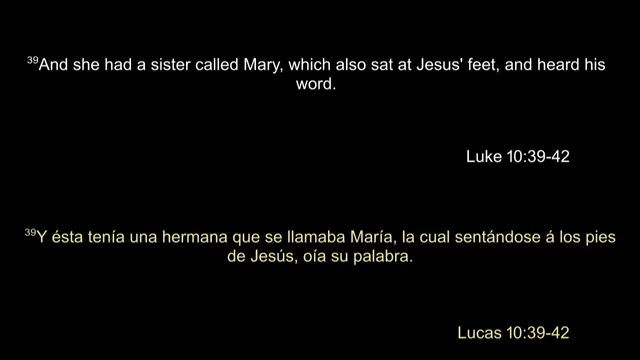 39And she had a sister called Mary, which also sat at Jesus' feet, and heard his
word.
Luke 10:39-42
39Y ésta tenía una hermana que se llamaba María, la cual sentándose á los pies
de Jesús, oía su palabra.
Lucas 10:39-42